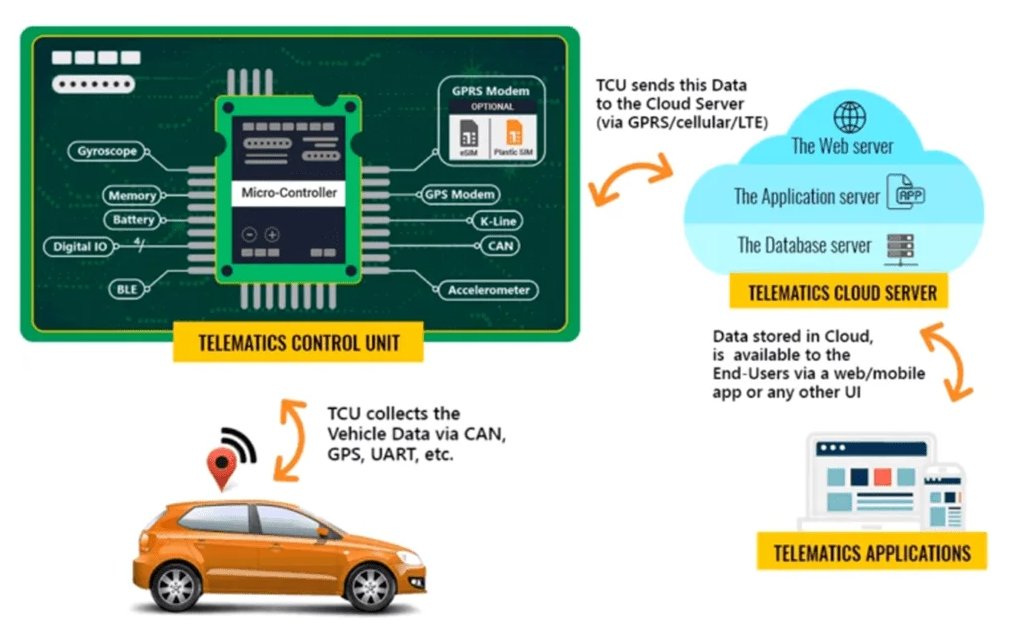 GPRS Modem
OPTIONAL
eSIM
Plastic SIM
Gyroscope
Memory
Battery
Digital IO
4/
BLE
Micro-Controller
GPS Modem
K-Line
CAN
Accelerometer
TELEMATICS CONTROL UNIT
TCU sends this Data
to the Cloud Server
(via GPRS/cellular/LTE)
The Web server
The Application server
APP
The Database server
TELEMATICS CLOUD SERVER
Data stored in Cloud,
is available to the
End-Users via a web/mobile
app or any other UI
TCU collects the
Vehicle Data via CAN,
GPS, UART, etc.
TELEMATICS APPLICATIONS